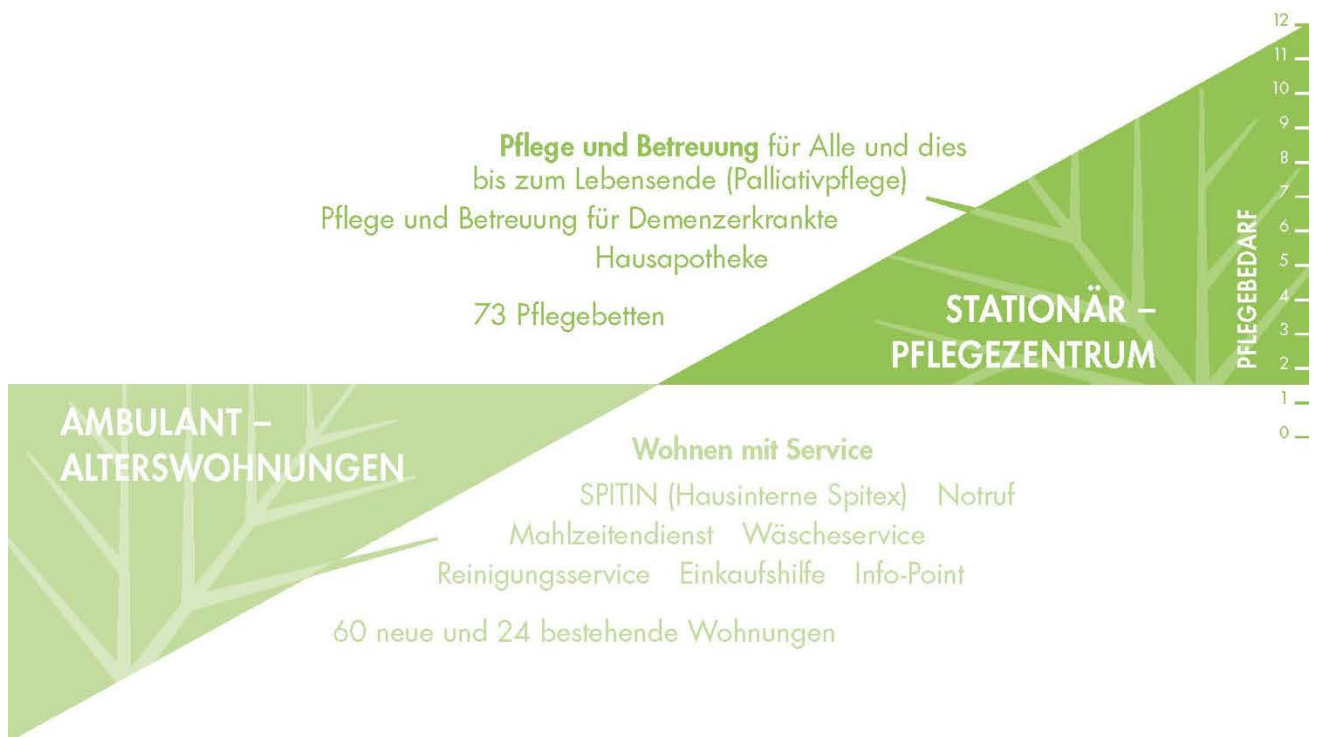 12
11
10
9
8
7
6
5
4
3
2
1
0
PFLEGEBEDARF
Pflege und Betreuung für Alle und dies
bis zum Lebensende (Palliativpflege)
Pflege und Betreuung für Demenzerkrankte
Hausapotheke
73 Pflegebetten
STATIONÄR –
PFLEGEZENTRUM
AMBULANT –
ALTERSWOHNUNGEN
Wohnen mit Service
SPITIN (Hausinterne Spitex) Notruf
Mahlzeitendienst Wäscheservice
Reinigungsservice Einkaufshilfe Info-Point
60 neue und 24 bestehende Wohnungen